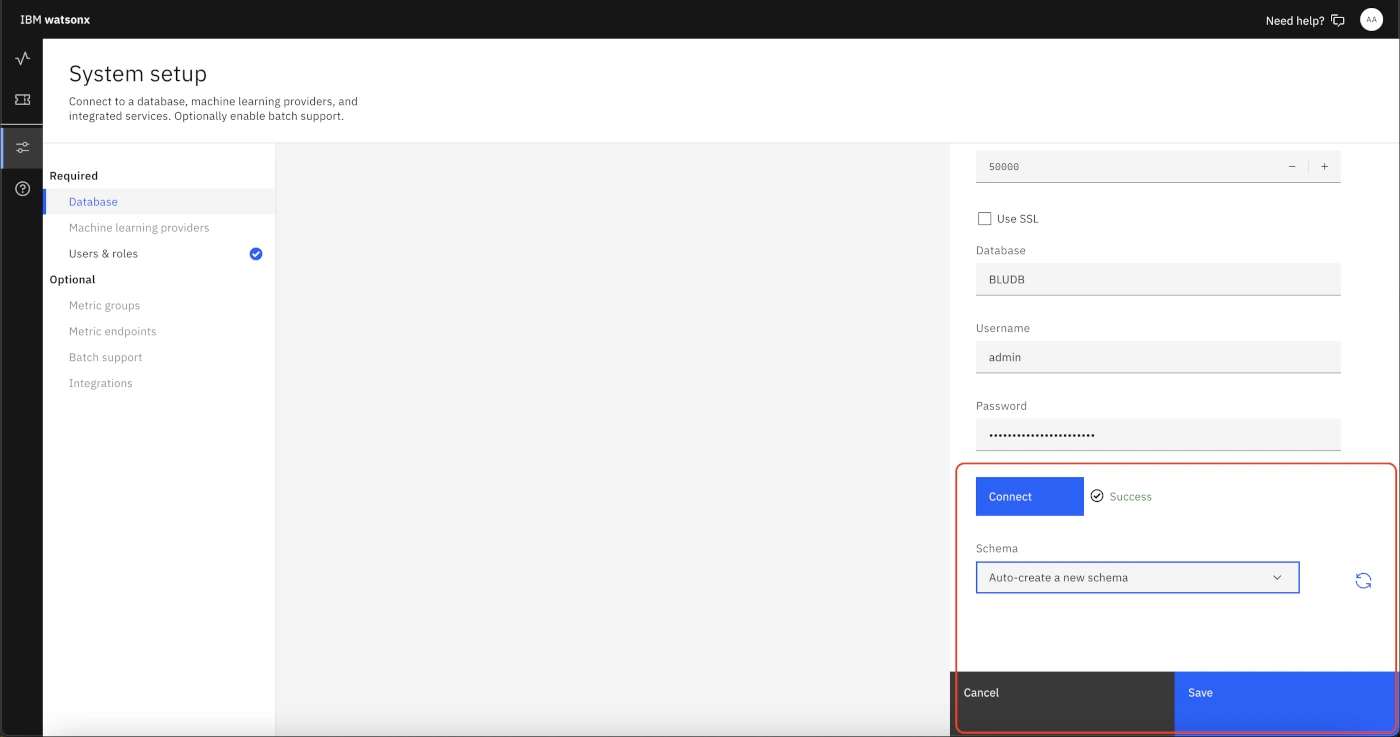 IBM watsonx
Need help?
AA
System setup
Connect to a database, machine learning providers, and
integrated services. Optionally enable batch support.
Required
Database
Machine learning providers
Users & roles
Optional
Metric groups
Metric endpoints
Batch support
Integrations
50000
Use SSL
Database
BLUDB
Username
admin
Password
•••••••••••••••••••••••
Connect
Success
Schema
Auto-create a new schema
Cancel
Save